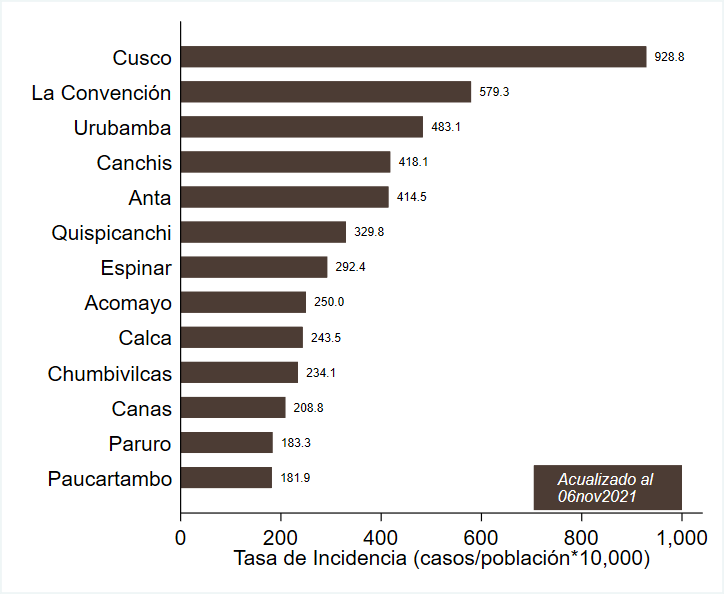 Cusco 928.8
La Convención 579.3
Urubamba 483.1
Canchis 418.1
Anta 414.5
Quispicanchi 329.8
Espinar 292.4
Acomayo 250.0
Calca 243.5
Chumbivilcas 234.1
Canas 208.8
Paruro 183.3
Paucartambo 181.9
Acualizado al
06nov2021
0 200 400 600 800 1,000
Tasa de Incidencia (casos/población*10,000)